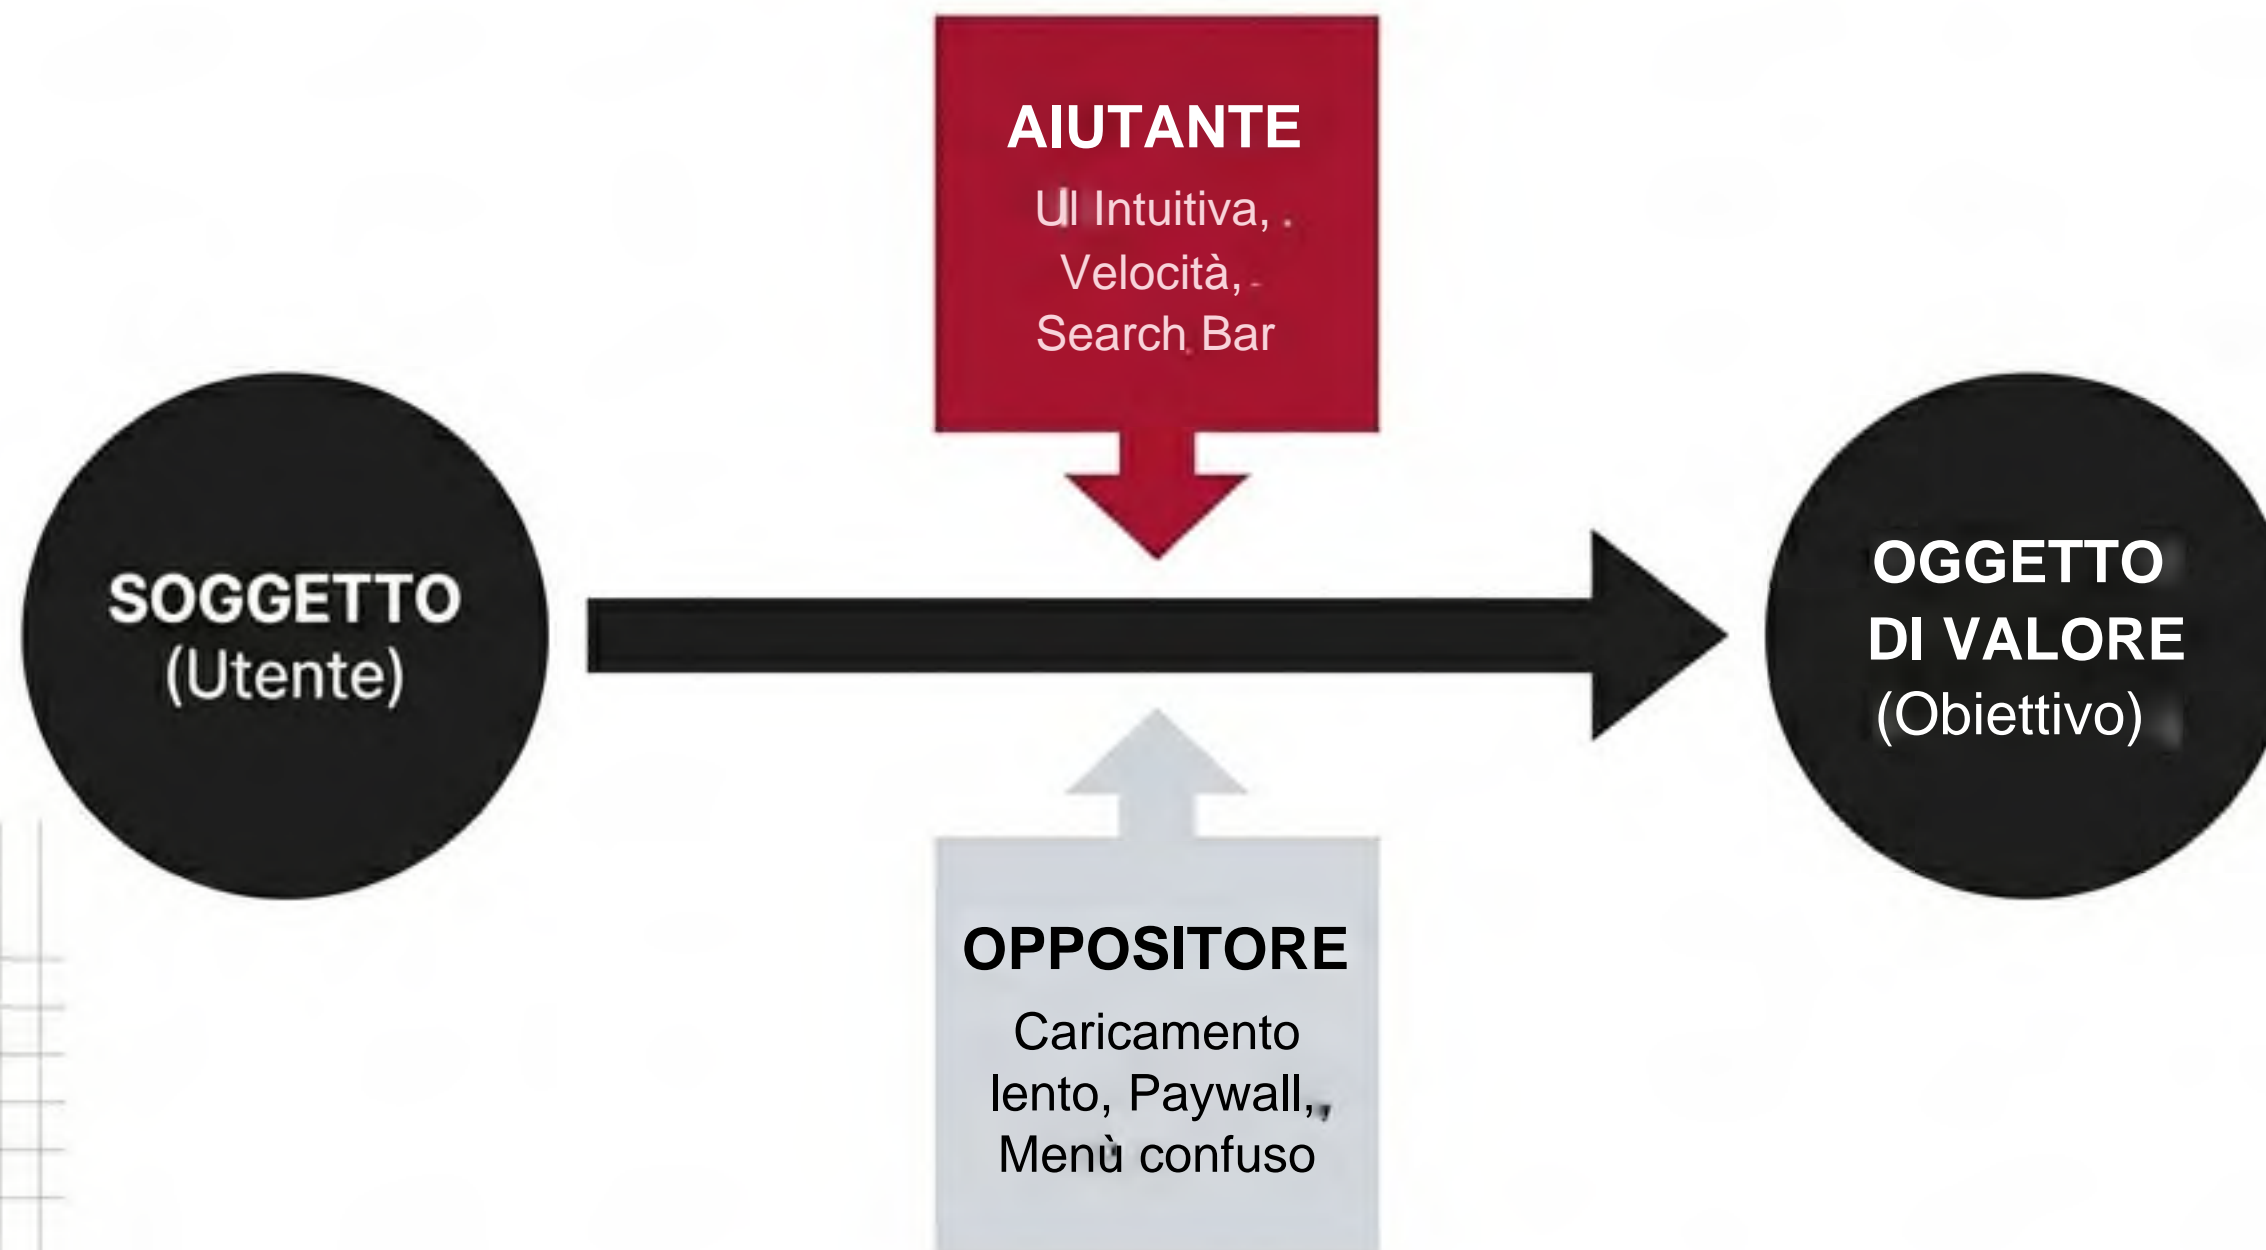 AIUTANTE
UI Intuitiva,
Velocità,
Search Bar
SOGGETTO
(Utente)
OGGETTO
DI VALORE
(Obiettivo)
OPPOSITORE
Caricamento
lento, Paywall,
Menù confuso